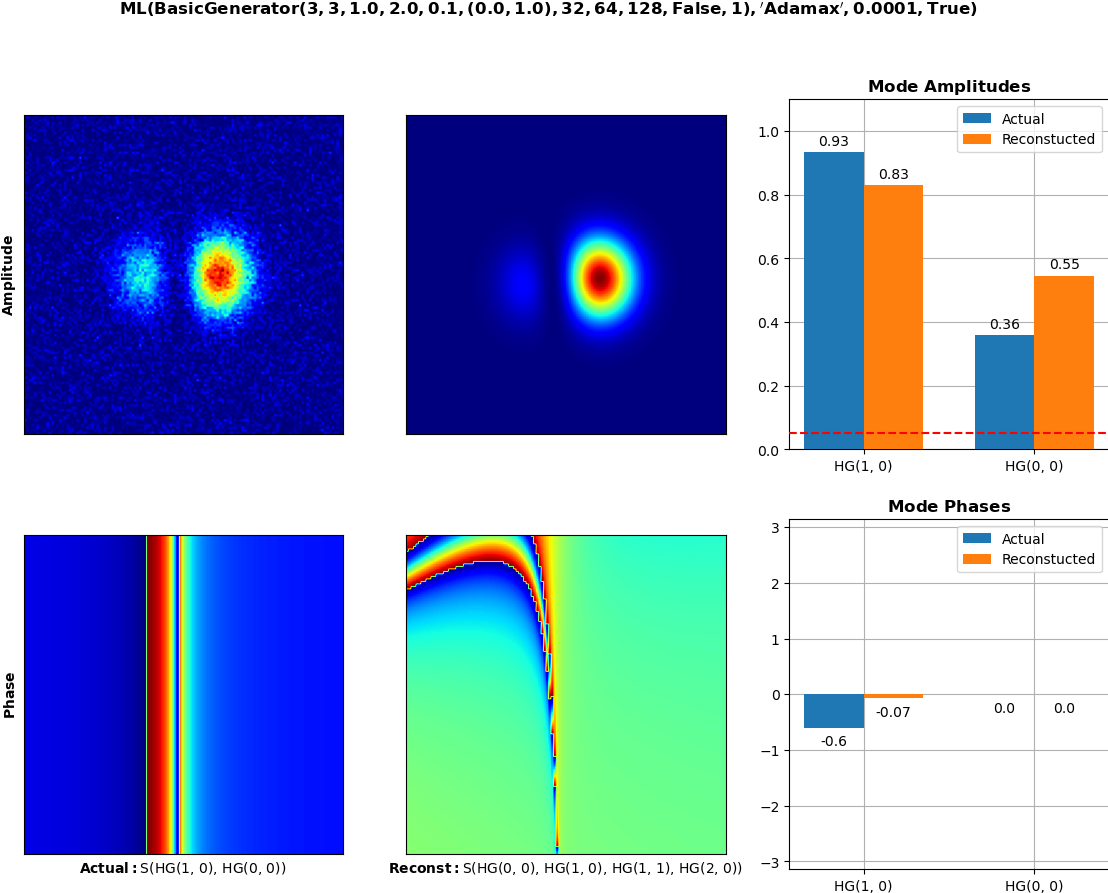 ML(BasicGenerator(3, 3, 1.0, 2.0, 0.1, (0.0, 1.0), 32, 64, 128, False, 1), ′Adamax′, 0.0001, True)
Amplitude
Mode Amplitudes
Actual
Reconstucted
1.0
0.8
0.6
0.4
0.2
0.0
0.93
0.83
0.36
0.55
HG(1, 0)
HG(0, 0)
Phase
Actual: S(HG(1, 0), HG(0, 0))
Reconst: S(HG(0, 0), HG(1, 0), HG(1, 1), HG(2, 0))
Mode Phases
Actual
Reconstucted
3
2
1
0
−1
−2
−3
-0.6
-0.07
0.0
0.0
HG(1, 0)
HG(0, 0)